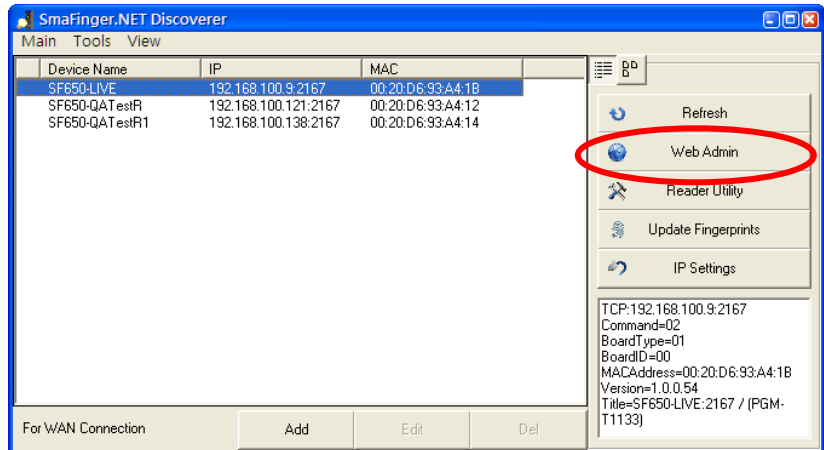 SmaFinger.NET Discoverer
Main Tools View
Device Name IP MAC
SF650-LIVE 192.168.100.9:2167 00:20:D6:93:A4:1B
SF650-QATestR 192.168.100.121:2167 00:20:D6:93:A4:12
SF650-QATestR1 192.168.100.138:2167 00:20:D6:93:A4:14
Refresh
Web Admin
Reader Utility
Update Fingerprints
IP Settings
TCP:192.168.100.9:2167
Command=02
BoardType=01
BoardID=00
MACAddress=00:20:D6:93:A4:1B
Version=1.0.0.54
Title=SF650-LIVE:2167 / (PGM-
T1133)
For WAN Connection Add Edit Del